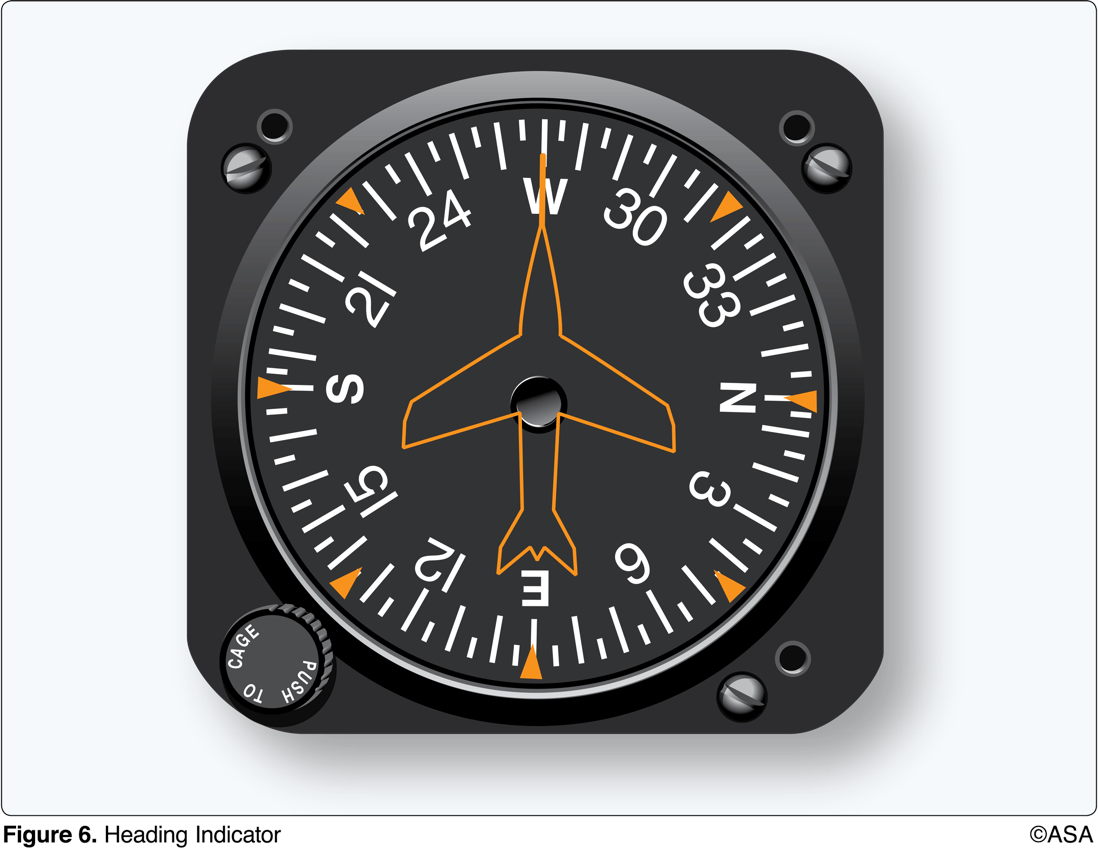 W
30
33
N
3
6
E
12
15
S
21
24
PUSH
TO
CAGE
Figure 6. Heading Indicator
©ASA